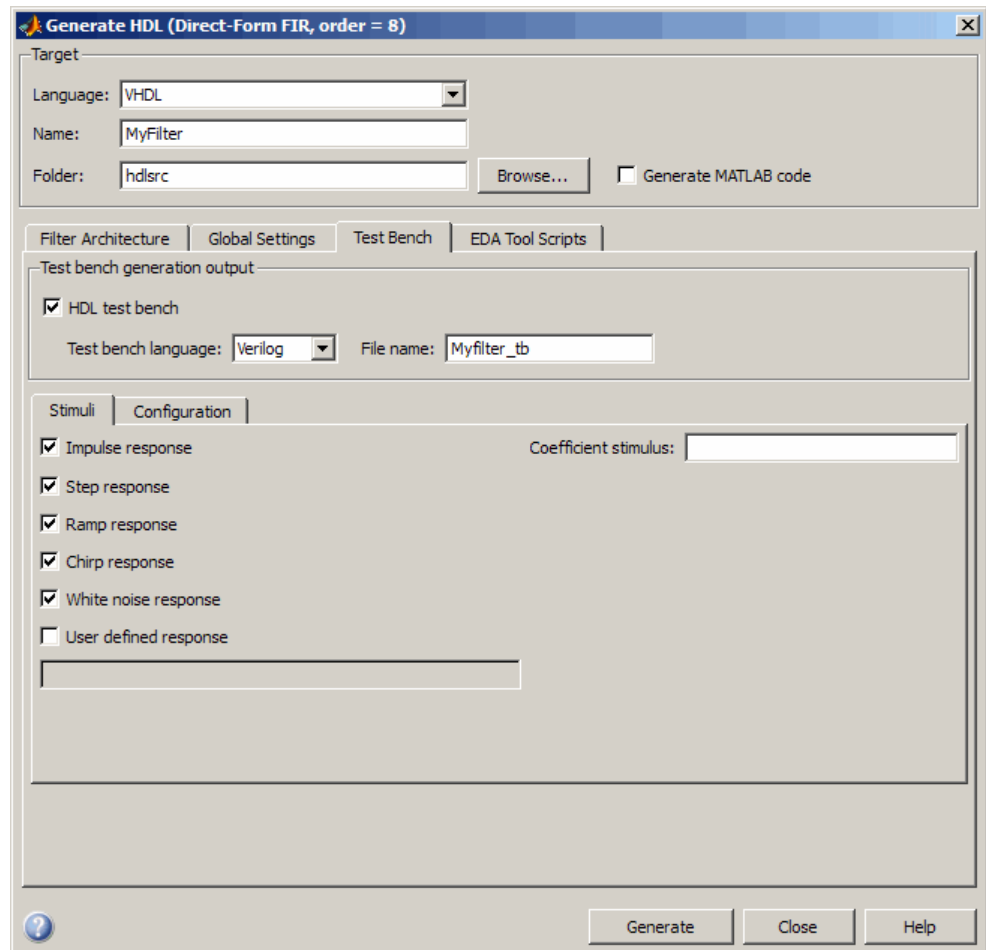 Generate HDL (Direct-Form FIR, order = 8)
Target
Language: VHDL
Name: MyFilter
Folder: hdlsrc Browse... Generate MATLAB code
Filter Architecture Global Settings Test Bench EDA Tool Scripts
Test bench generation output
HDL test bench
Test bench language: Verilog File name: Myfilter_tb
Stimuli Configuration
Impulse response Coefficient stimulus:
Step response
Ramp response
Chirp response
White noise response
User defined response
? Generate Close Help